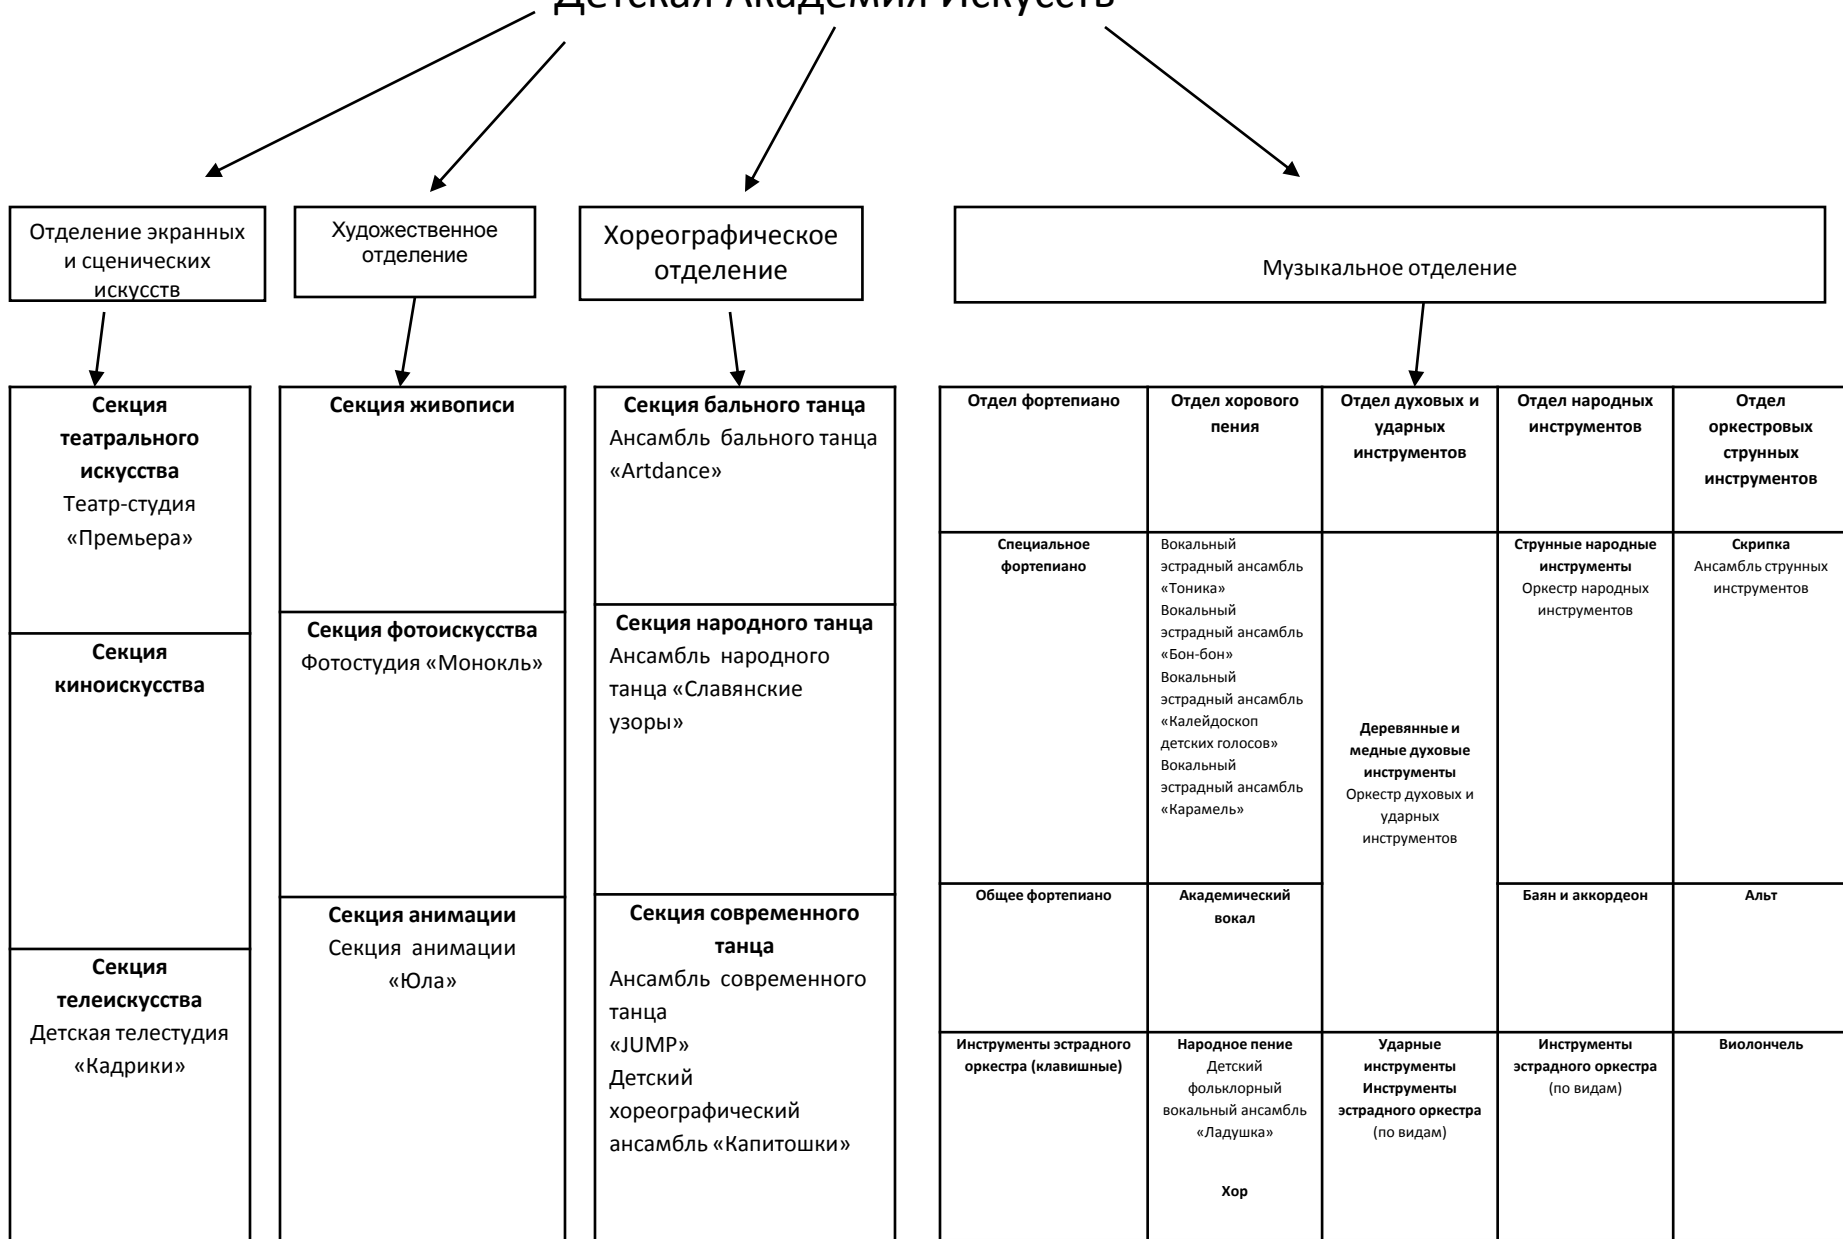 Детская Академия Искусств
Отделение экранных
и сценических
искусств
Художественное
отделение
Хореографическое
отделение
Музыкальное отделение
Секция
театрального
искусства
Театр-студия
«Премьера»
Секция
киноискусства
Секция
телеискусства
Детская телестудия
«Кадрики»
Секция живописи
Секция фотоискусства
Фотостудия «Монокль»
Секция анимации
Секция анимации
«Юла»
Секция бального танца
Ансамбль бального танца
«Artdance»
Секция народного танца
Ансамбль народного
танца «Славянские
узоры»
Секция современного
танца
Ансамбль современного
танца
«JUMP»
Детский
хореографический
ансамбль «Капитошки»
Отдел фортепиано
Отдел хорового
пения
Отдел духовых и
ударных
инструментов
Отдел народных
инструментов
Отдел
оркестровых
струнных
инструментов
Специальное
фортепиано
Вокальный
эстрадный ансамбль
«Тоника»
Вокальный
эстрадный ансамбль
«Бон-бон»
Вокальный
эстрадный ансамбль
«Калейдоскоп
детских голосов»
Вокальный
эстрадный ансамбль
«Карамель»
Деревянные и
медные духовые
инструменты
Оркестр духовых и
ударных
инструментов
Струнные народные
инструменты
Оркестр народных
инструментов
Скрипка
Ансамбль струнных
инструментов
Общее фортепиано
Академический
вокал
Баян и аккордеон
Альт
Инструменты эстрадного
оркестра (клавишные)
Народное пение
Детский
фольклорный
вокальный ансамбль
«Ладушка»
Хор
Ударные
инструменты
Инструменты
эстрадного оркестра
(по видам)
Инструменты
эстрадного оркестра
(по видам)
Виолончель